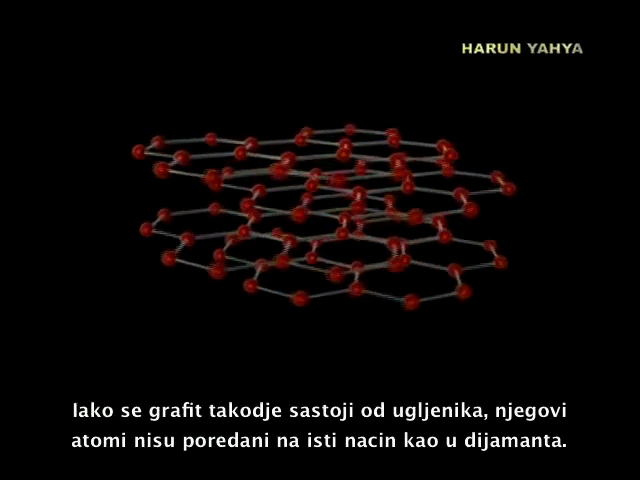 HARUN YAHYA
Iako se grafit takodje sastoji od ugljenika, njegovi
atomi nisu poredani na isti nacin kao u dijamanta.